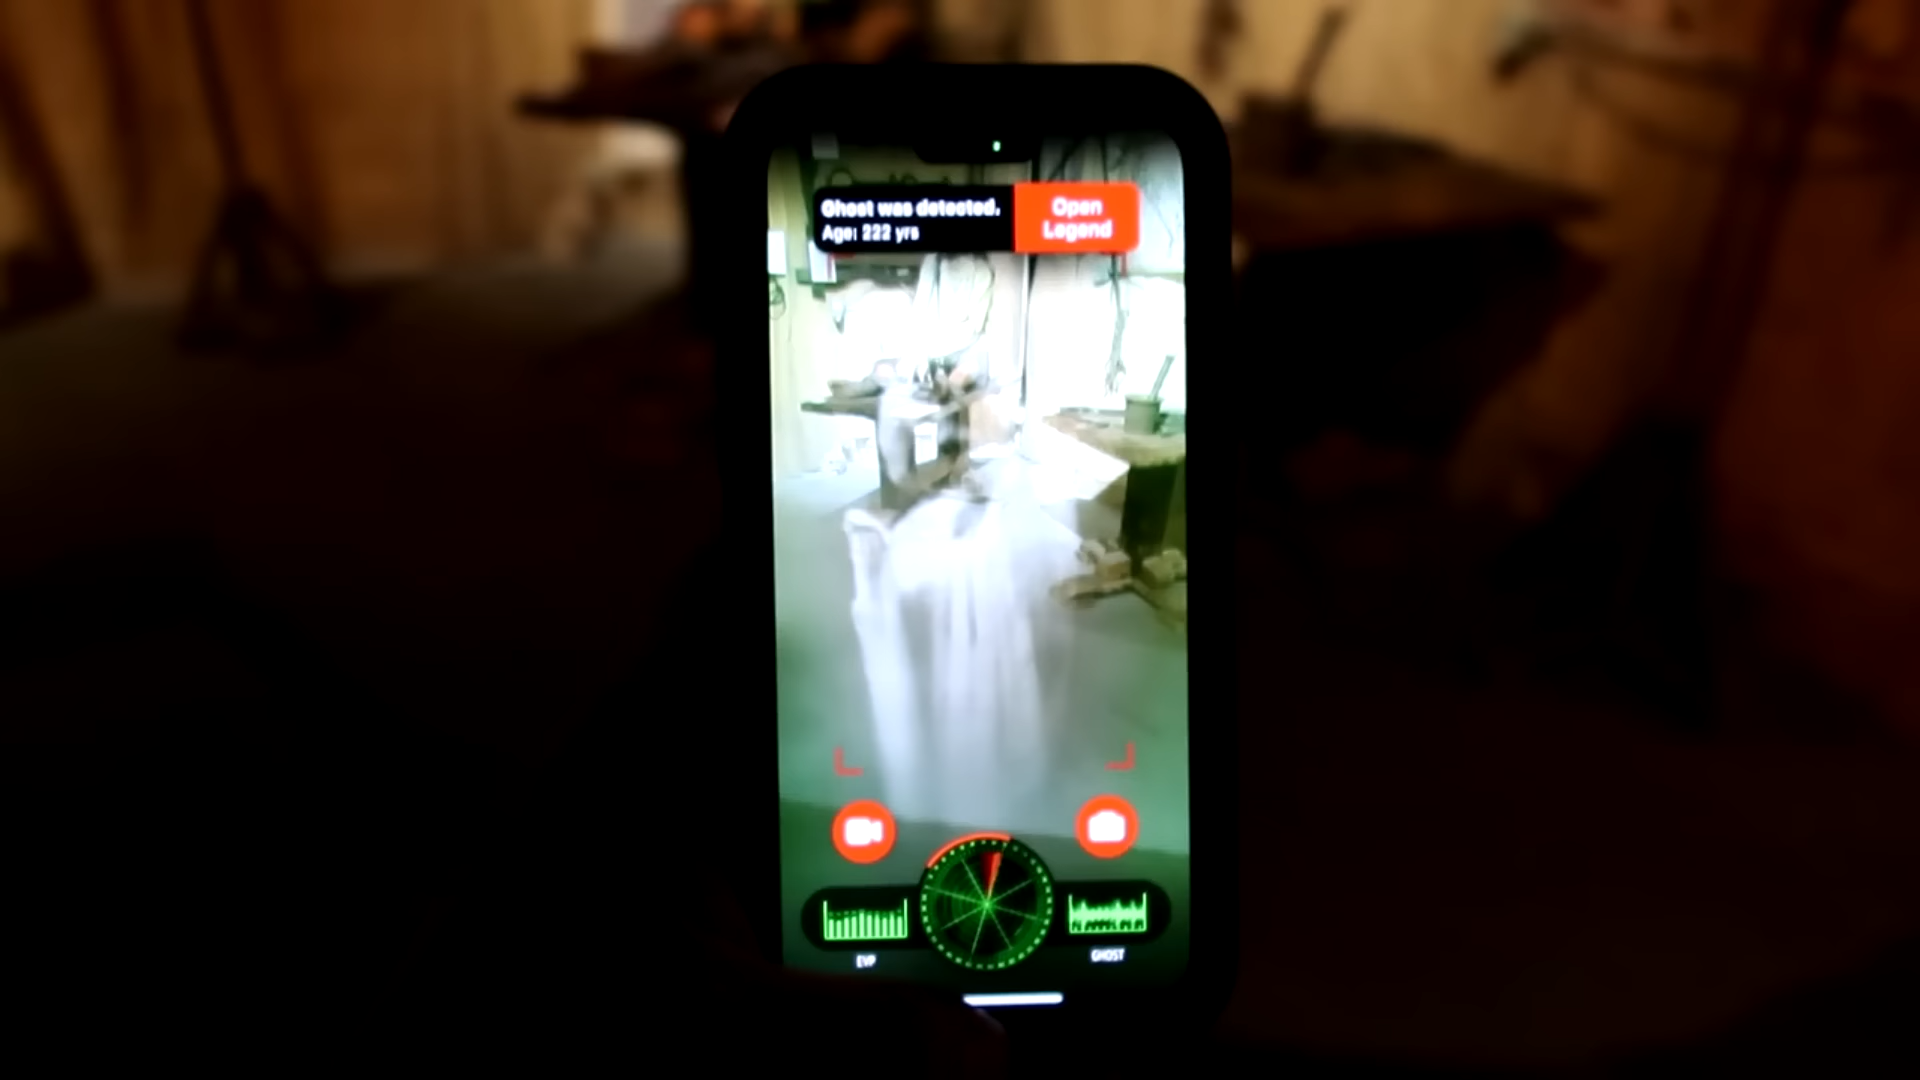 Ghost was detected.
Age: 222 yrs
Open
Legend
EVP
GHOST